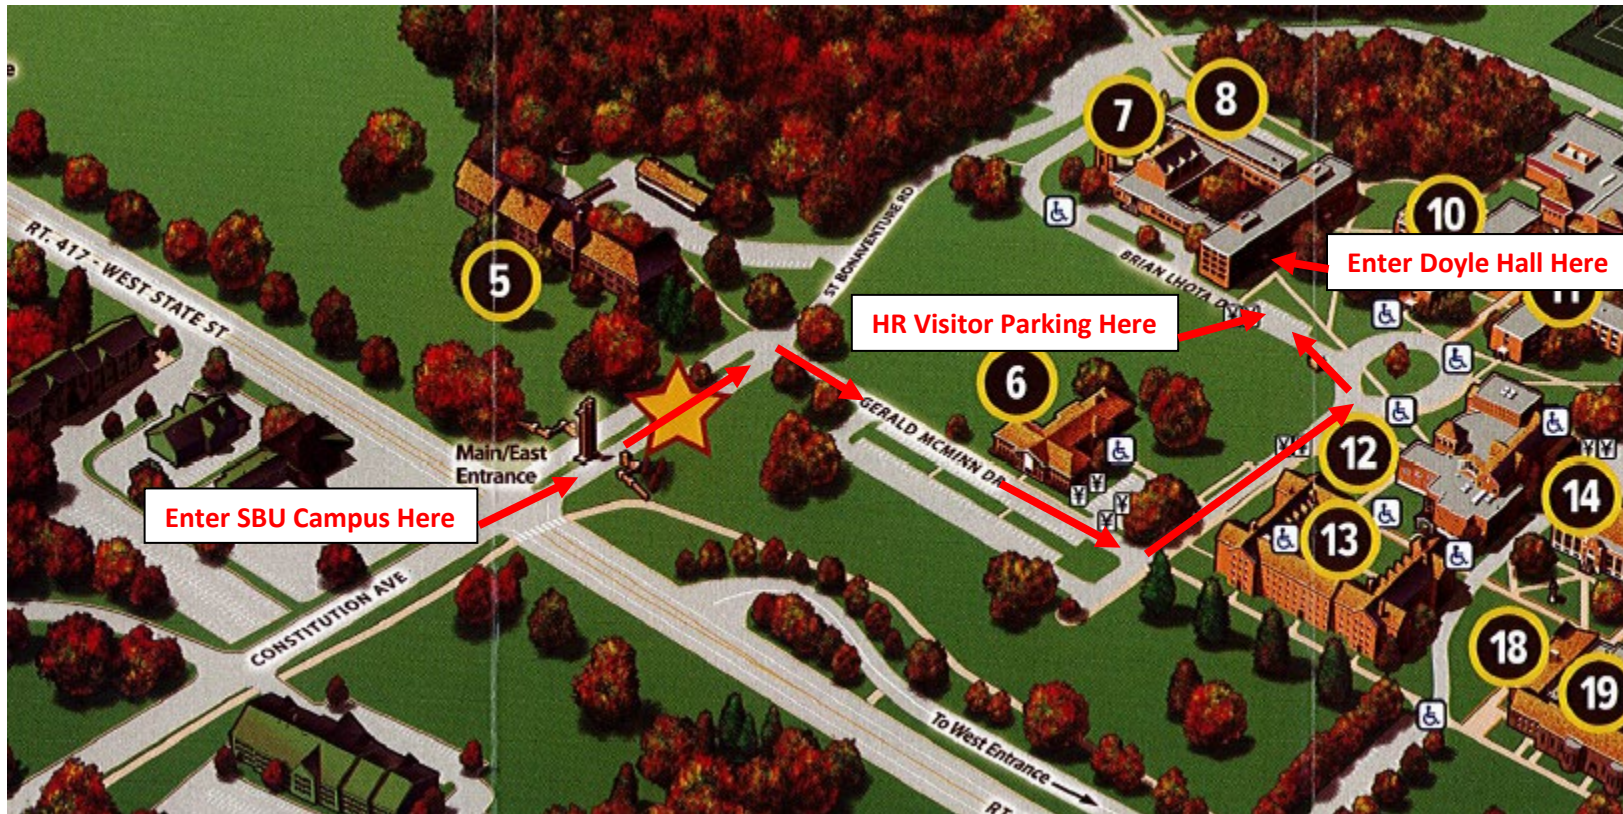 e
7
8
10
ST BONAVENTURE RD
5
RT. 417 - WEST STATE ST
BRIAN LHOTA D
Enter Doyle Hall Here
11
HR Visitor Parking Here
6
GERALD MCMINN DR
Main/East
Entrance
12
14
Enter SBU Campus Here
13
CONSTITUTION AVE
18
19
To West Entrance
RT